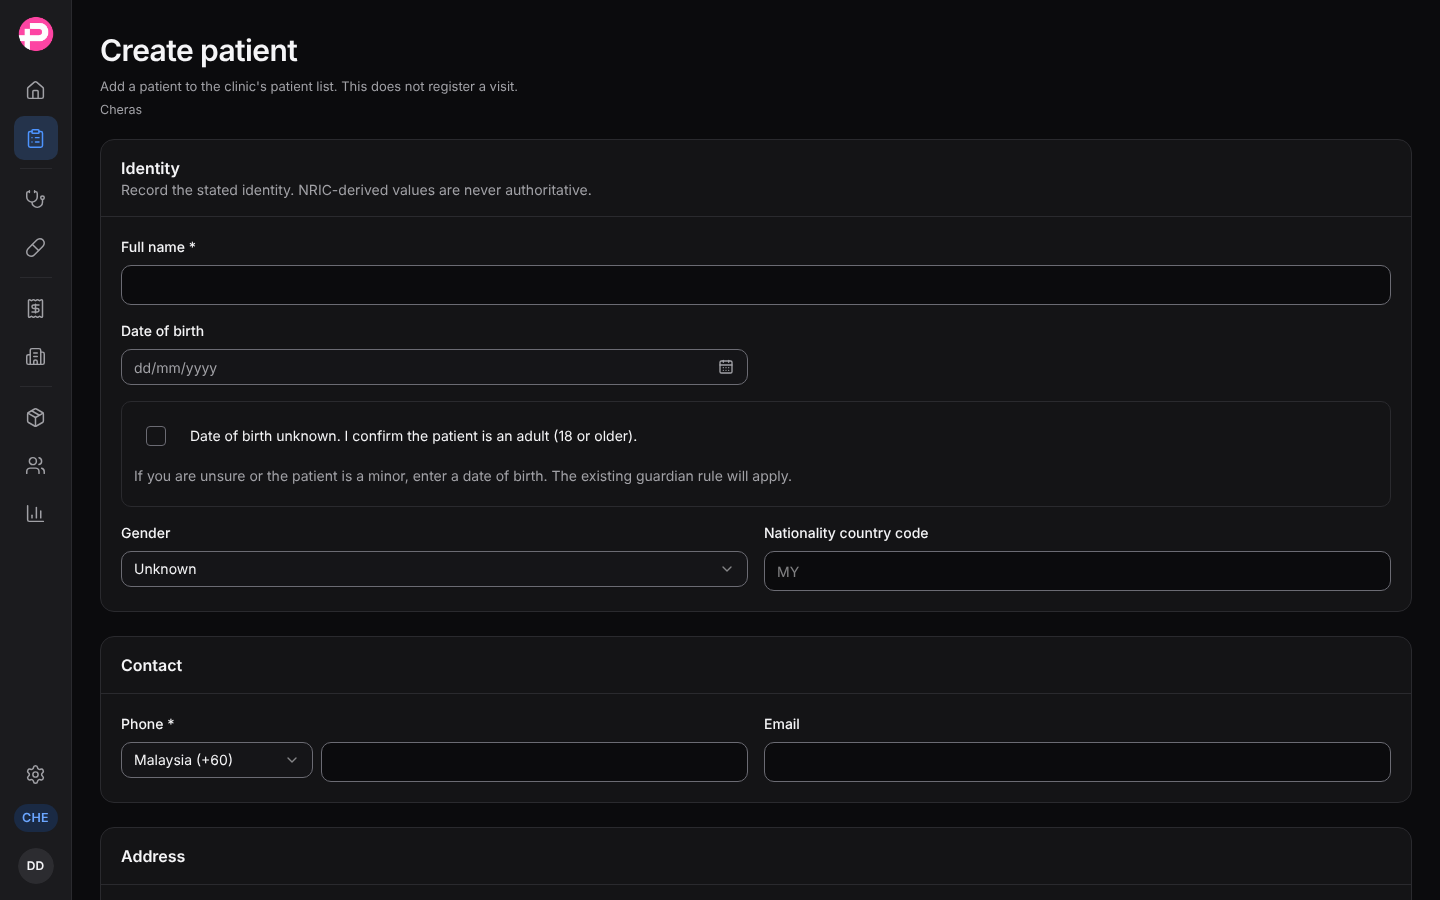 Create patient
Add a patient to the clinic's patient list. This does not register a visit.
Cheras
Identity
Record the stated identity. NRIC-derived values are never authoritative.
Full name *
Date of birth
dd/mm/yyyy
Date of birth unknown. I confirm the patient is an adult (18 or older).
If you are unsure or the patient is a minor, enter a date of birth. The existing guardian rule will apply.
Gender
Nationality country code
Unknown
MY
Contact
Phone *
Email
Malaysia (+60)
Address
CHE
DD